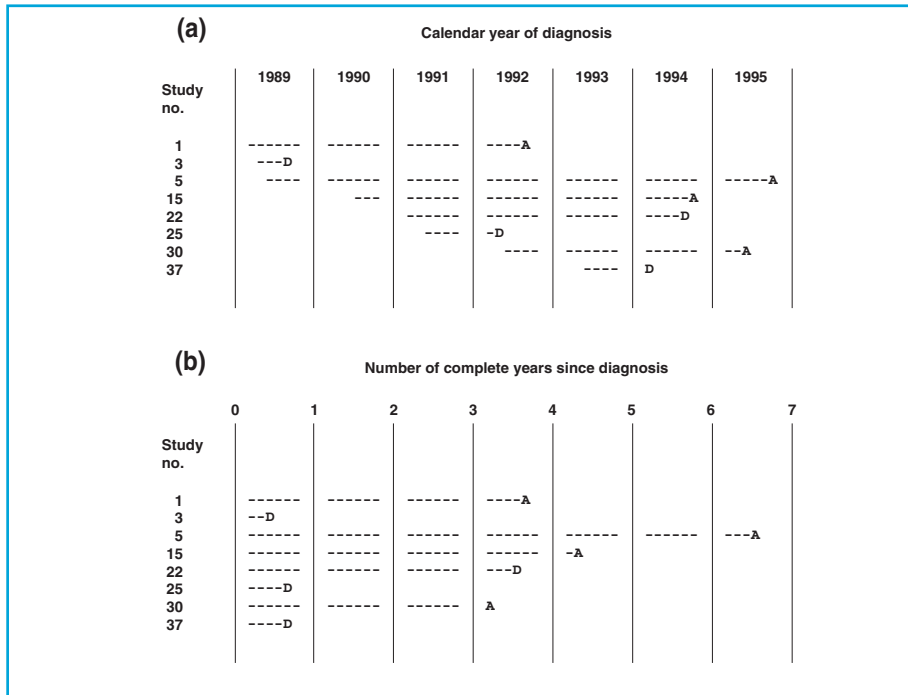 (a)
Calendar year of diagnosis
1989 1990 1991 1992 1993 1994 1995
Study
no.
1 ------ ------ ------ ----A
3 ---D
5 ---- ------ ------ ------ ------ ------ -----A
15 --- ------ ------ ------ -----A
22 ------ ------ ------ ----D
25 ---- -D
30 ---- ------ ------ --A
37 ---- D
(b)
Number of complete years since diagnosis
0 1 2 3 4 5 6 7
Study
no.
1 ------ ------ ------ ----A
3 --D
5 ------ ------ ------ ------ ------ ------ ---A
15 ------ ------ ------ ------ -A
22 ------ ------ ------ ---D
25 ----D
30 ------ ------ ------ A
37 ----D